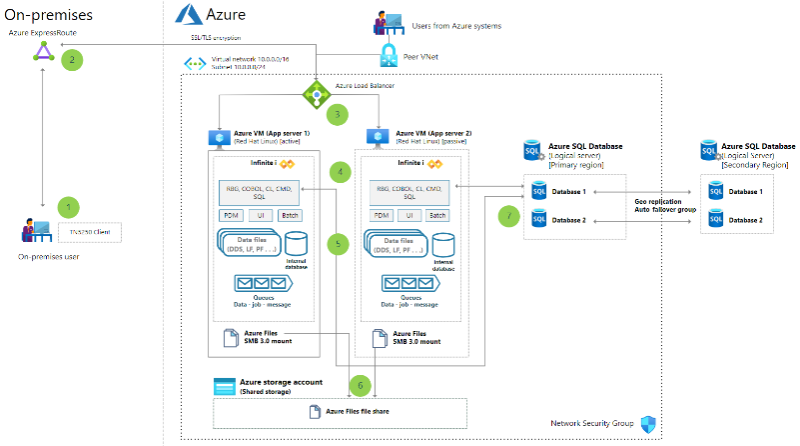 On-premises
Azure ExpressRoute
2
Azure
SSL/TLS encryption
Users from Azure systems
Peer VNet
Virtual network 10.0.0.0/16
Subnet 10.0.0.0/24
Azure Load Balancer
3
Azure VM (App server 1)
(Red Hat Linux) [active]
Azure VM (App server 2)
(Red Hat Linux) [passive]
Infinite i
RBG, COBOL, CL, CMD,
SQL
PDM
UI
Batch
Data files
(DDS, LF, PF . . .)
Internal
database
Queues
Data - job - message
Azure Files
SMB 3.0 mount
4
5
Infinite i
RBG, COBOL, CL, CMD,
SQL
PDM
UI
Batch
Data files
(DDS, LF, PF . . .)
Internal
database
Queues
Data - job - message
Azure Files
SMB 3.0 mount
SQL
Azure SQL Database
(Logical server)
[Primary region]
SQL
Database 1
SQL
Database 2
7
Geo replication
Auto failover group
SQL
Azure SQL Database
(Logical Server)
[Secondary Region]
SQL
Database 1
SQL
Database 2
1
TN5250 Client
On-premises user
Azure storage account
(Shared storage)
6
Azure Files file share
Network Security Group